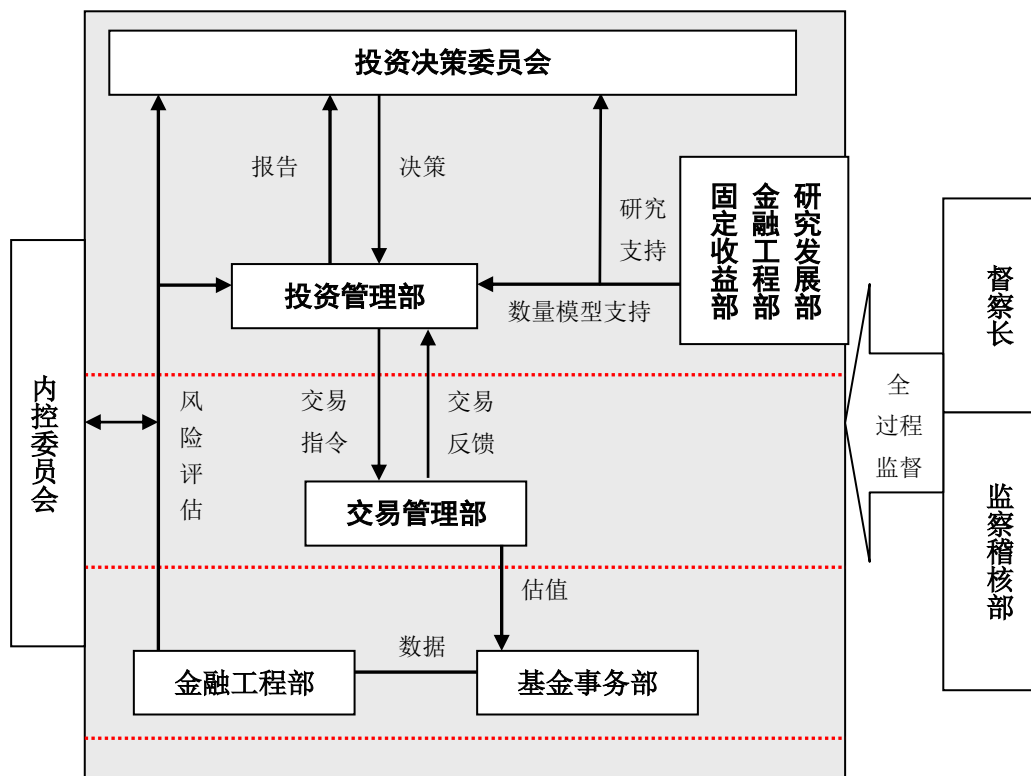 投资决策委员会
报告
决策
研究
支持
研究发展部
金融工程部
固定收益部
投资管理部
数量模型支持
督察长
内控委员会
风
险
评
估
交易
指令
交易
反馈
全
过程
监督
交易管理部
监察稽核部
估值
数据
金融工程部
基金事务部